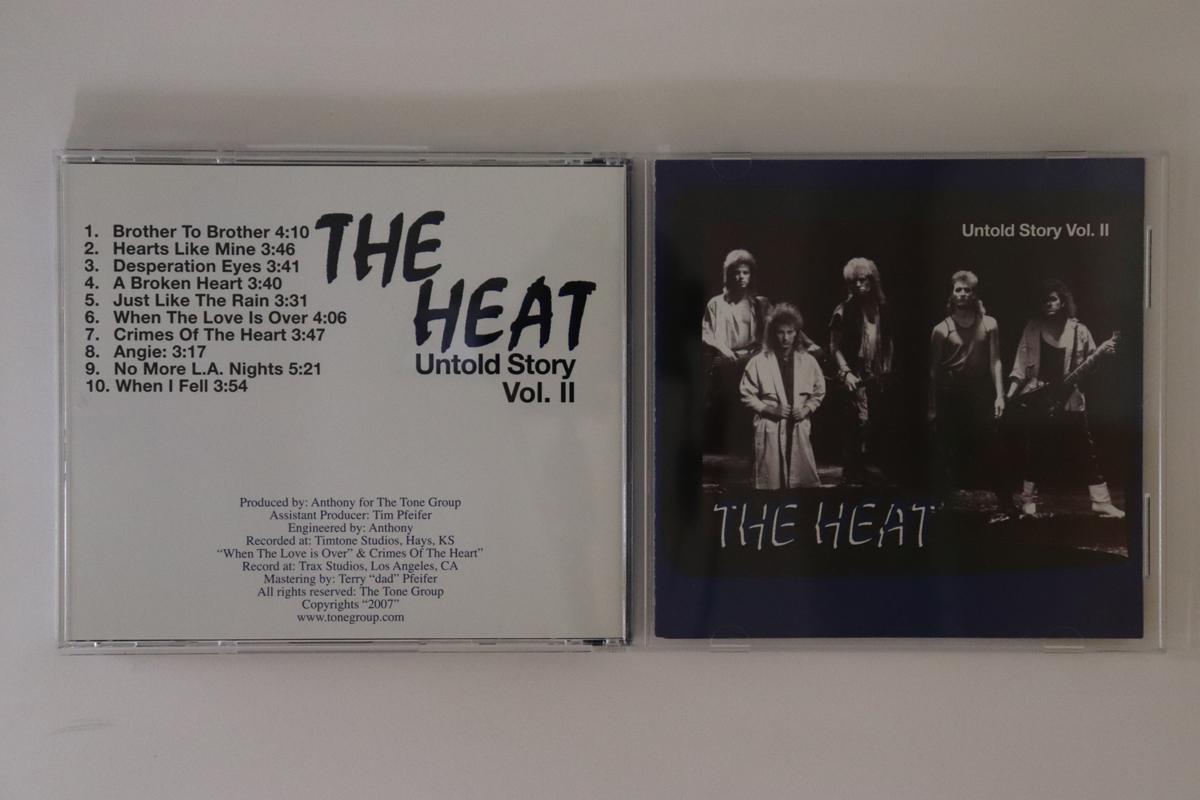 1. Brother To Brother 4:10
2. Hearts Like Mine 3:46
3. Desperation Eyes 3:41
4. A Broken Heart 3:40
5. Just Like The Rain 3:31
6. When The Love Is Over 4:06
7. Crimes Of The Heart 3:47
8. Angie: 3:17
9. No More L.A. Nights 5:21
10. When I Fell 3:54
THE
HEAT
Untold Story
Vol. II
Produced by: Anthony for The Tone Group
Assistant Producer: Tim Pfeifer
Engineered by: Anthony
Recorded at: Timtone Studios, Hays, KS
“When The Love is Over” & Crimes Of The Heart”
Record at: Trax Studios, Los Angeles, CA
Mastering by: Terry “dad” Pfeifer
All rights reserved: The Tone Group
Copyrights “2007”
www.tonegroup.com
Untold Story Vol. II
THE HEAT